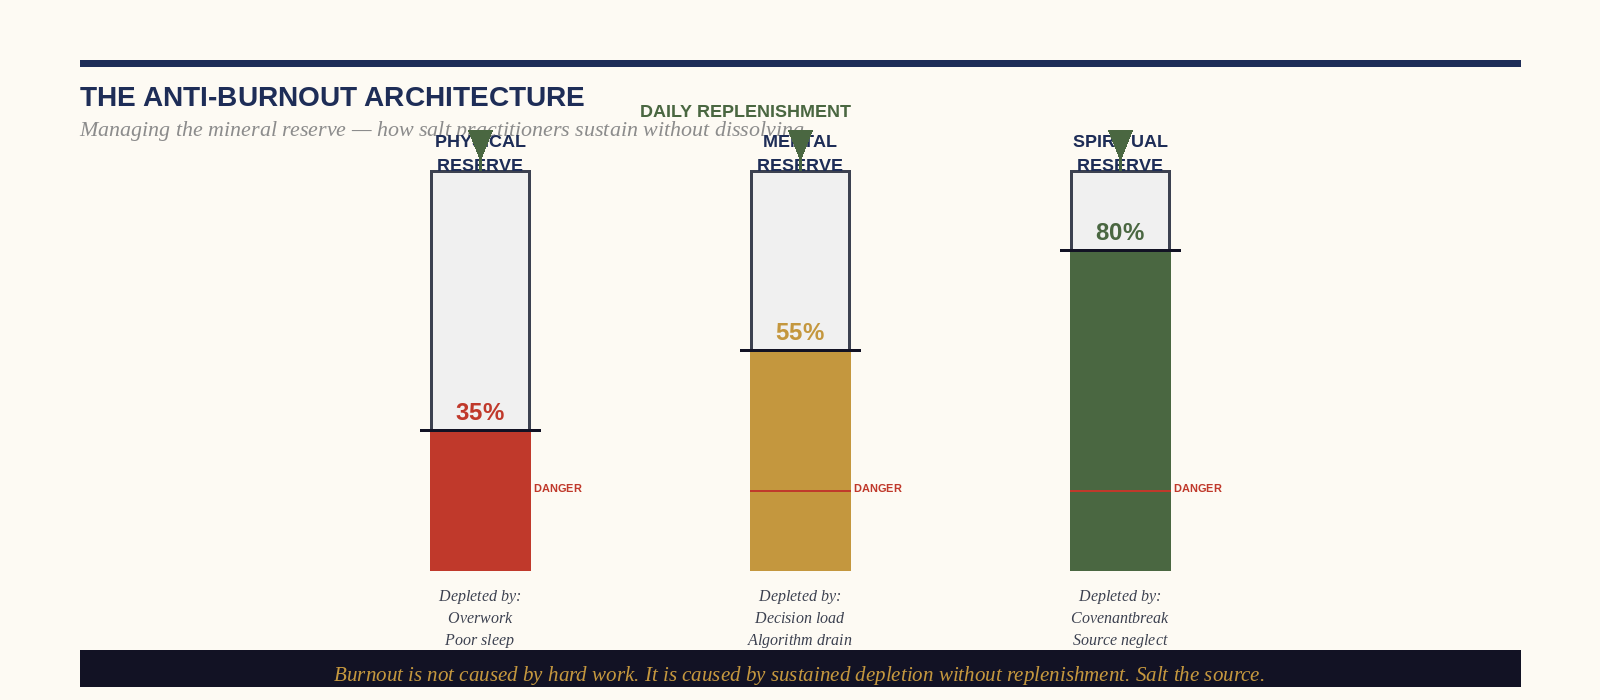 THE ANTI-BURNOUT ARCHITECTURE
DAILY REPLENISHMENT
Managing the mineral reserve — how salt practitioners sustain without dissolving.
PHYSICAL
RESERVE
35%
DANGER
Depleted by:
Overwork
Poor sleep
MENTAL
RESERVE
55%
DANGER
Depleted by:
Decision load
Algorithm drain
SPIRITUAL
RESERVE
80%
DANGER
Depleted by:
Covenantbreak
Source neglect
Burnout is not caused by hard work. It is caused by sustained depletion without replenishment. Salt the source.